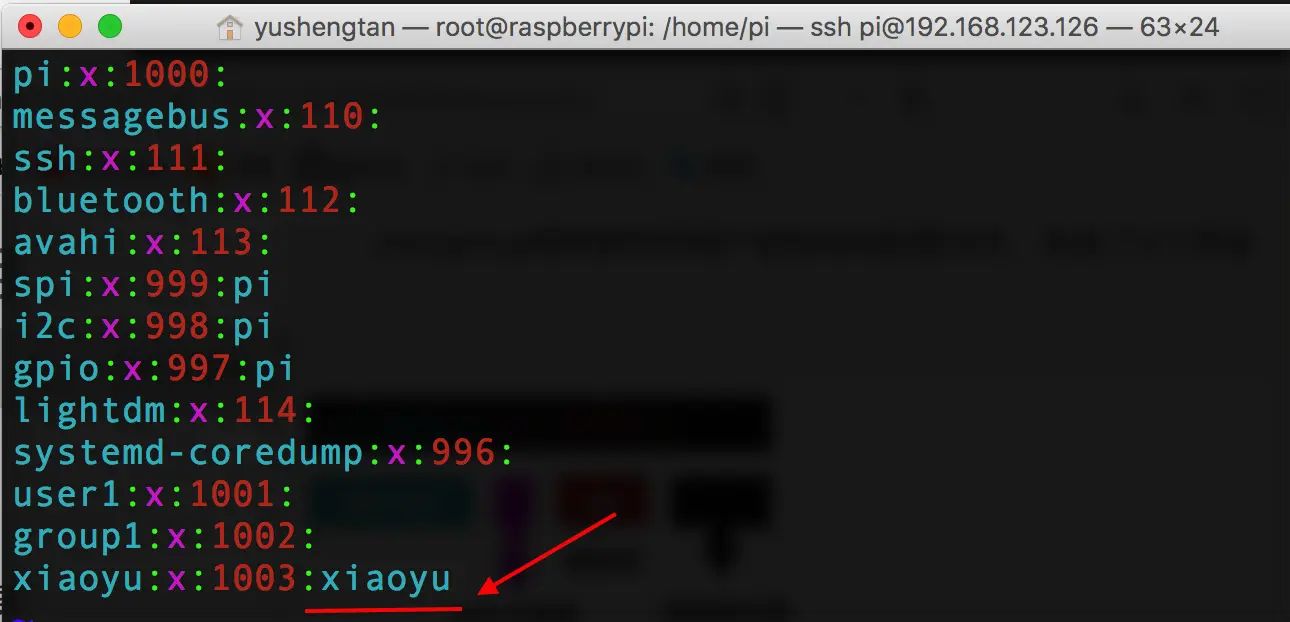 yushengtan — root@raspberrypi: /home/pi — ssh pi@192.168.123.126 — 63×24
pi:x:1000:
messagebus:x:110:
ssh:x:111:
bluetooth:x:112:
avahi:x:113:
spi:x:999:pi
i2c:x:998:pi
gpio:x:997:pi
lightdm:x:114:
systemd-coredump:x:996:
user1:x:1001:
group1:x:1002:
xiaoyu:x:1003:xiaoyu